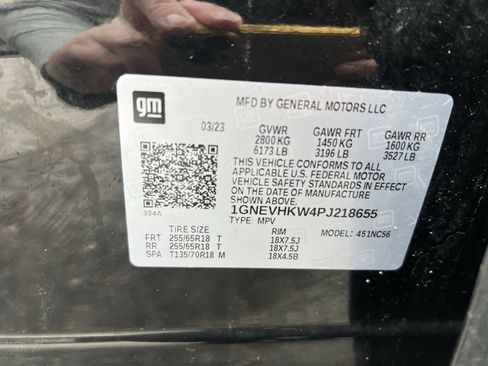 gm
MFD BY GENERAL MOTORS LLC
03/23 GVWR GAWR FRT GAWR RR
2800 KG 1450 KG 1600 KG
6173 LB 3196 LB 3527 LB
THIS VEHICLE CONFORMS TO ALL
APPLICABLE U.S. FEDERAL MOTOR
VEHICLE SAFETY STANDARDS IN EFFECT
ON THE DATE OF MANUFACTURE SHOWN ABOVE.
1GNEVHKW4PJ218655
384A
TYPE: MPV
TIRE SIZE RIM MODEL: 451NC56
FRT 255/65R18 T 18X7.5J
RR 255/65R18 T 18X7.5J
SPA T135/70R18 M 18X4.5B